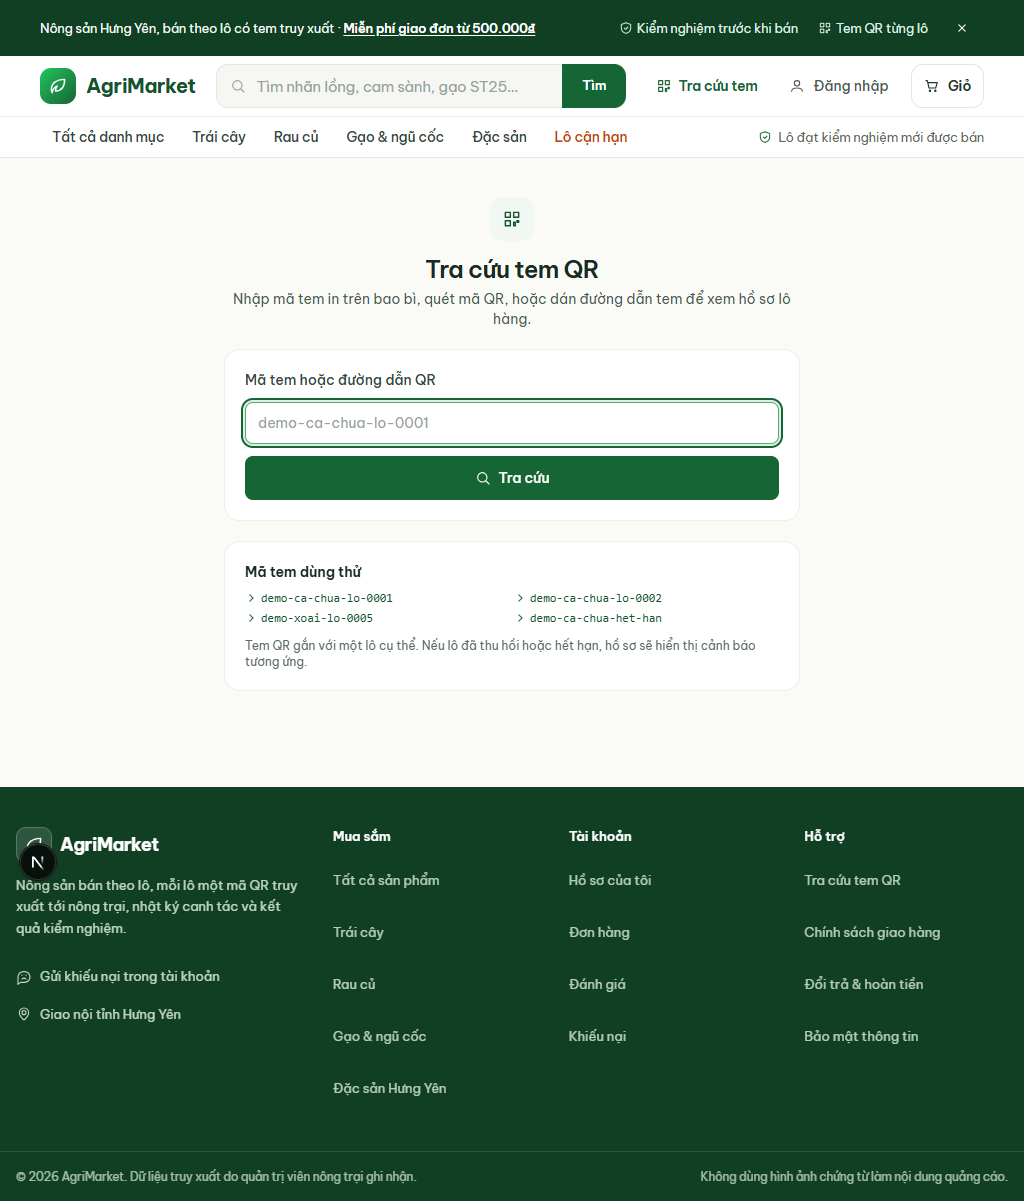 Nông sản Hưng Yên, bán theo lô có tem truy xuất · Miễn phí giao đơn từ 500.000₫
Kiểm nghiệm trước khi bán
Tem QR từng lô
AgriMarket
Tìm nhãn lồng, cam sành, gạo ST25...
Tìm
Tra cứu tem
Đăng nhập
Giỏ
Tất cả danh mục
Trái cây
Rau củ
Gạo & ngũ cốc
Đặc sản
Lô cận hạn
Lô đạt kiểm nghiệm mới được bán
Tra cứu tem QR
Nhập mã tem in trên bao bì, quét mã QR, hoặc dán đường dẫn tem để xem hồ sơ lô
hàng.
Mã tem hoặc đường dẫn QR
demo-ca-chua-lo-0001
Tra cứu
Mã tem dùng thử
demo-ca-chua-lo-0001
demo-ca-chua-lo-0002
demo-xoai-lo-0005
demo-ca-chua-het-han
Tem QR gắn với một lô cụ thể. Nếu lô đã thu hồi hoặc hết hạn, hồ sơ sẽ hiển thị cảnh báo
tương ứng.
AgriMarket
N
Nông sản bán theo lô, mỗi lô một mã QR truy
xuất tới nông trại, nhật ký canh tác và kết
quả kiểm nghiệm.
Gửi khiếu nại trong tài khoản
Giao nội tỉnh Hưng Yên
Mua sắm
Tất cả sản phẩm
Trái cây
Rau củ
Gạo & ngũ cốc
Đặc sản Hưng Yên
Tài khoản
Hồ sơ của tôi
Đơn hàng
Đánh giá
Khiếu nại
Hỗ trợ
Tra cứu tem QR
Chính sách giao hàng
Đổi trả & hoàn tiền
Bảo mật thông tin
© 2026 AgriMarket. Dữ liệu truy xuất do quản trị viên nông trại ghi nhận.
Không dùng hình ảnh chứng từ làm nội dung quảng cáo.